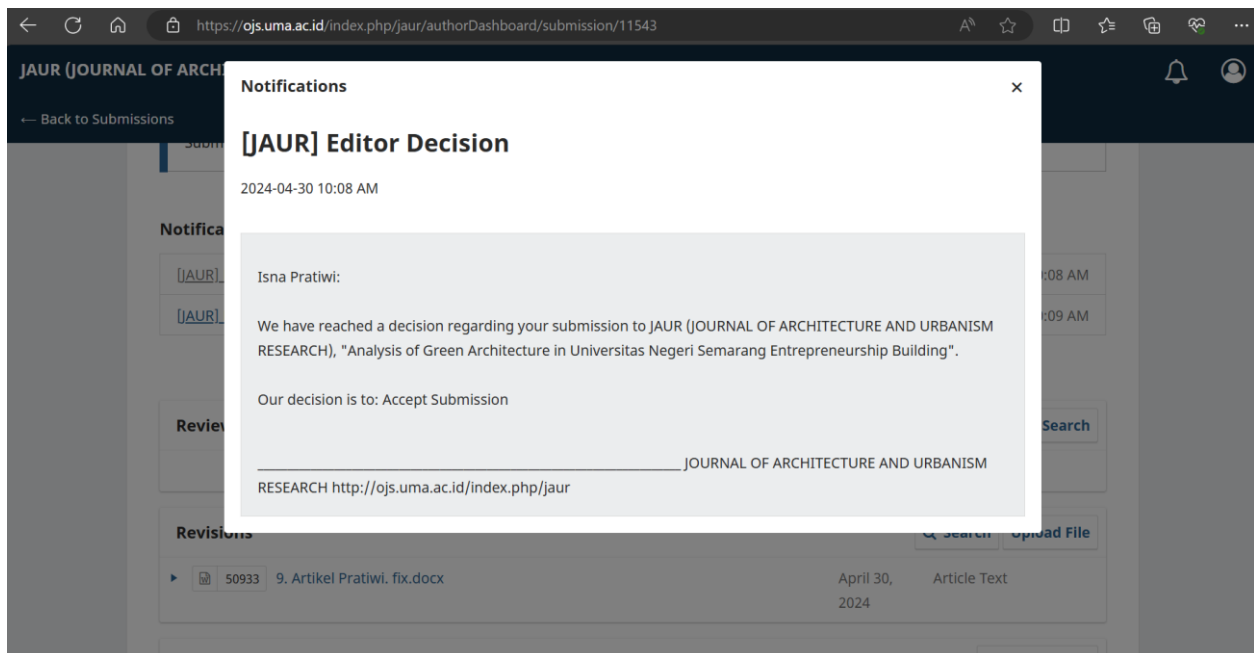 https://ojs.uma.ac.id/index.php/jaur/authorDashboard/submission/11543
JAUR (JOURNAL OF ARCHI
← Back to Submissions
Notifications
×
[JAUR] Editor Decision
2024-04-30 10:08 AM
Subm
Notifica
[JAUR]
:08 AM
[JAUR]
:09 AM
Isna Pratiwi:
We have reached a decision regarding your submission to JAUR (JOURNAL OF ARCHITECTURE AND URBANISM
RESEARCH), "Analysis of Green Architecture in Universitas Negeri Semarang Entrepreneurship Building".
Our decision is to: Accept Submission
________________________________________________________________________ JOURNAL OF ARCHITECTURE AND URBANISM
RESEARCH http://ojs.uma.ac.id/index.php/jaur
Review
Search
Revisions
Search Upload File
50933 9. Artikel Pratiwi. fix.docx April 30, Article Text
2024